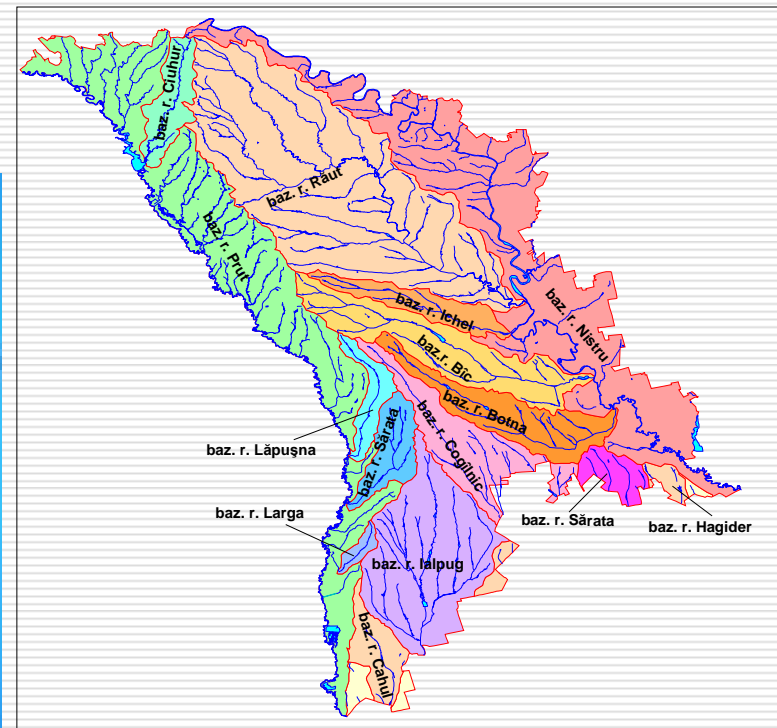 baz. r. Ciuhur
baz. r. Răut
baz. r. Prut
baz. r. Ichel
baz. r. Nistru
baz.r. Bîc
baz. r. Botna
baz. r. Cogîlnic
baz. r. Lăpuşna
baz. r. Sărata
baz. r. Larga
baz. r. Sărata
baz. r. Hagider
baz. r. Ialpug
baz. r. Cahul